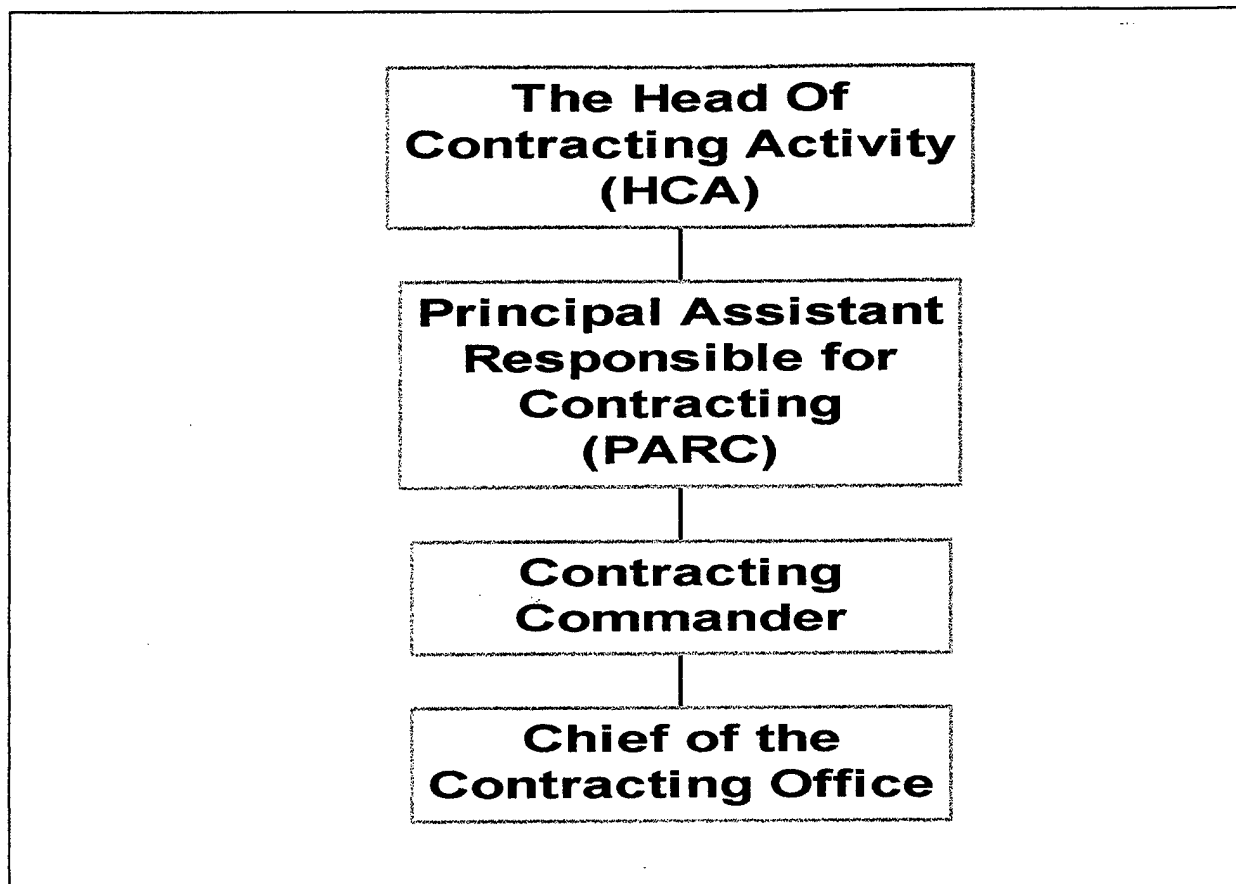 The Head Of
Contracting Activity
(HCA)
Principal Assistant
Responsible for
Contracting
(PARC)
Contracting
Commander
Chief of the
Contracting Office